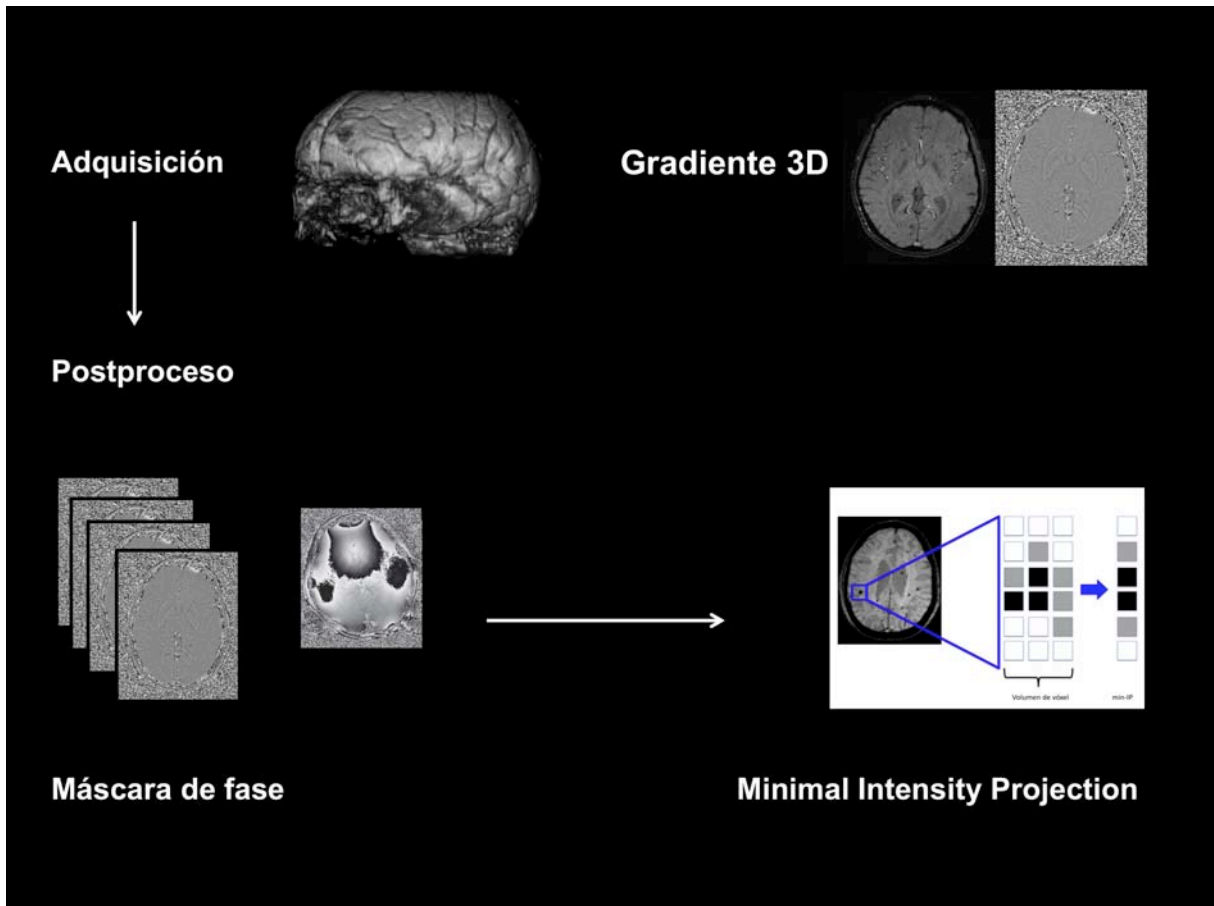 Adquisición
Gradiente 3D
Postproceso
Volumen de vóxel
min-IP
Máscara de fase
Minimal Intensity Projection